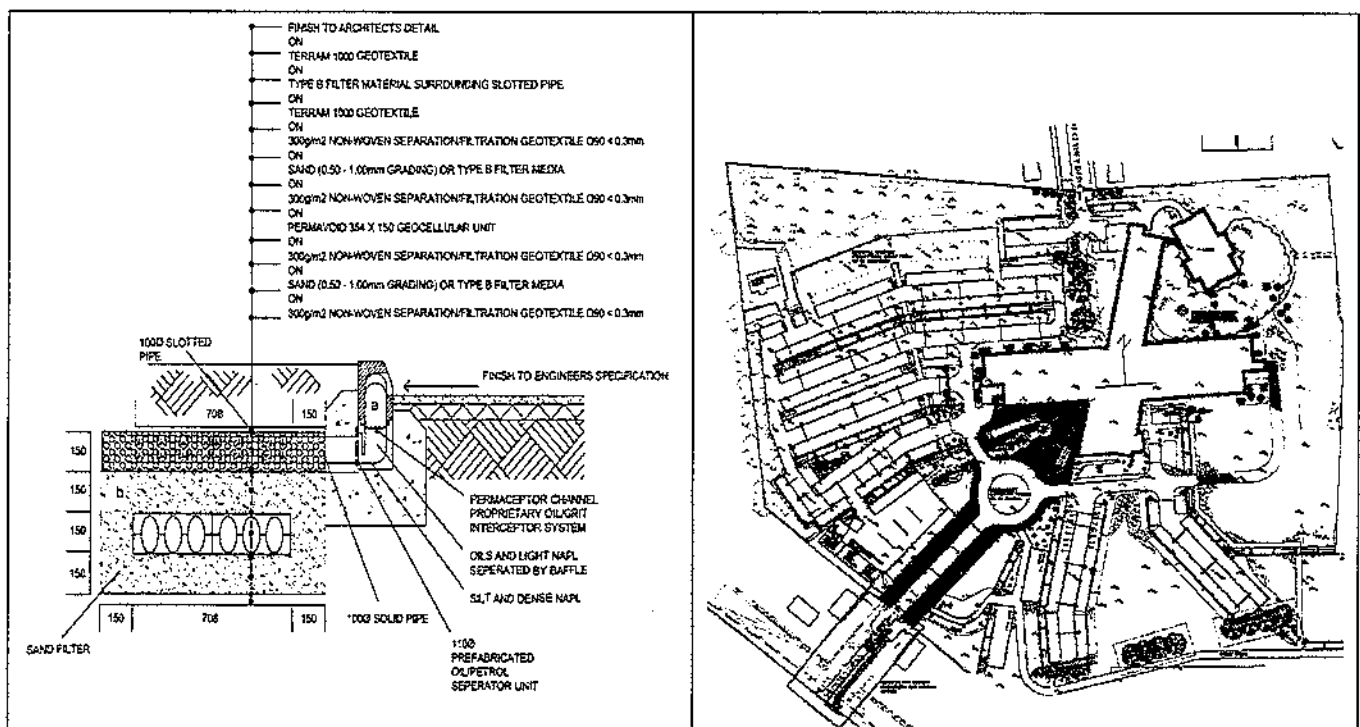 FINISH TO ARCHITECTS DETAIL
ON
TERRAM 1000 GEOTEXTILE
ON
TYPE B FILTER MATERIAL SURROUNDING SLOTTED PIPE
ON
TERRAM 1000 GEOTEXTILE
ON
300g/m2 NON-WOVEN SEPARATION/FILTRATION GEOTEXTILE O90 < 0.3mm
ON
SAND (0.50 - 1.00mm GRADING) OR TYPE B FILTER MEDIA
ON
300g/m2 NON-WOVEN SEPARATION/FILTRATION GEOTEXTILE O90 < 0.3mm
ON
PERMAVOID 354 X 150 GEOCELLULAR UNIT
ON
300g/m2 NON-WOVEN SEPARATION/FILTRATION GEOTEXTILE O90 < 0.3mm
ON
SAND (0.50 - 1.00mm GRADING) OR TYPE B FILTER MEDIA
ON
300g/m2 NON-WOVEN SEPARATION/FILTRATION GEOTEXTILE O90 < 0.3mm
100Ø SLOTTED
PIPE
FINISH TO ENGINEERS SPECIFICATION
a
708
150
150
150
b
150
150
PERMACEPTOR CHANNEL
PROPRIETARY OIL/GRIT
INTERCEPTOR SYSTEM
OILS AND LIGHT NAPL
SEPERATED BY BAFFLE
SILT AND DENSE NAPL
150
708
150
100Ø SOLID PIPE
SAND FILTER
110Ø
PREFABRICATED
OIL/PETROL
SEPERATOR UNIT